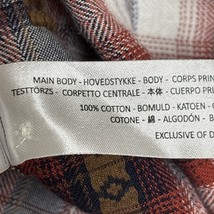 MAIN BODY - HOVEDSTYKKE - BODY - CORPS PRIN
TESTTÖRZS - CORPETTO CENTRALE - 本体 - CUERPO PRI
100% COTTON - BOMULD - KATOEN -
COTONE - 綿 - ALGODÓN - B
EXCLUSIVE OF D